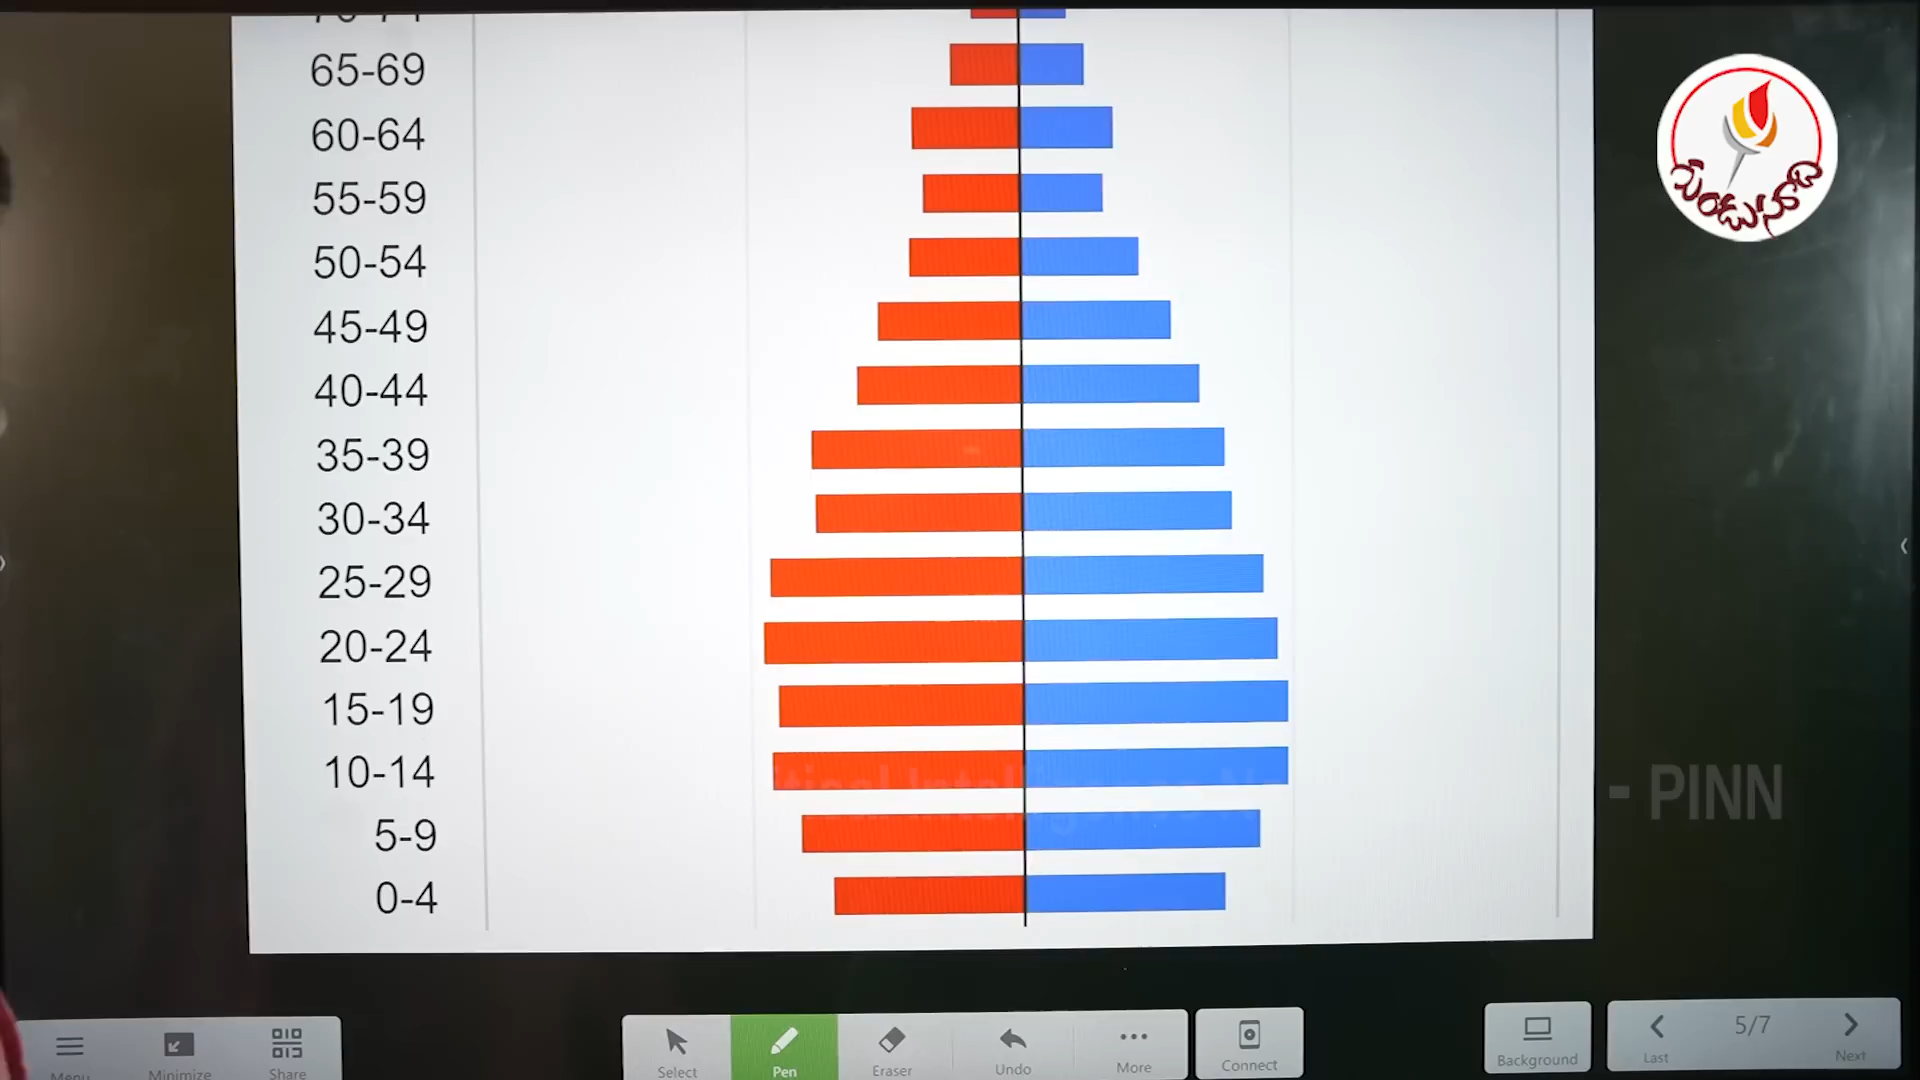 65-69
60-64
55-59
50-54
45-49
40-44
35-39
30-34
25-29
20-24
15-19
10-14
5-9
0-4
- PINN
Menu
Minimize
Share
Select
Pen
Eraser
Undo
More
Connect
Background
Last
5/7
Next